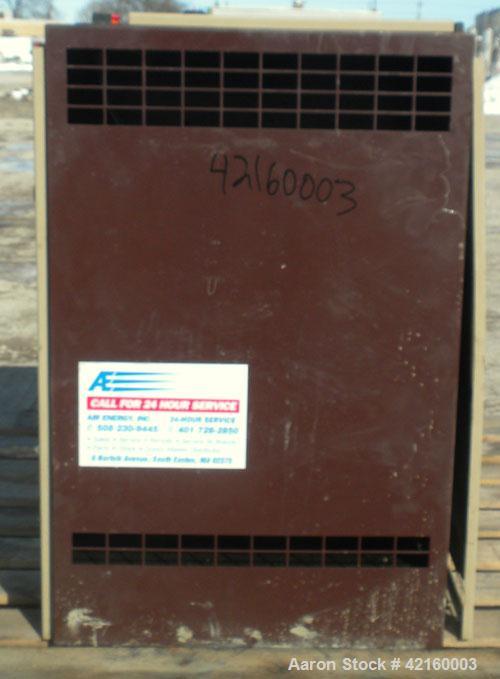 42160003
AE
CALL FOR 24 HOUR SERVICE
AIR ENERGY, INC. 24-HOUR SERVICE
508 230-9445 401 728-2850
6 Norfolk Avenue, South Easton, MA 02375
Aaron Stock # 42160003